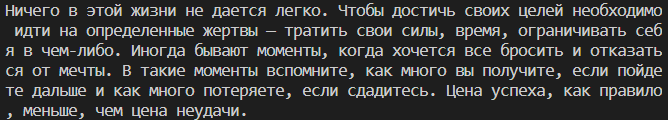 Ничего в этой жизни не дается легко. Чтобы достичь своих целей необходимо
 идти на определенные жертвы — тратить свои силы, время, ограничивать себ
я в чем-либо. Иногда бывают моменты, когда хочется все бросить и отказать
ся от мечты. В такие моменты вспомните, как много вы получите, если пойде
те дальше и как много потеряете, если сдадитесь. Цена успеха, как правило
, меньше, чем цена неудачи.